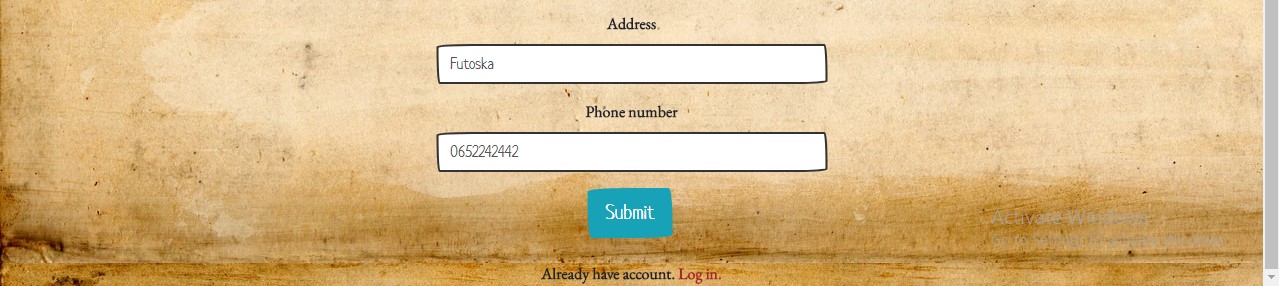 Address
Futoska
Phone number
0652242442
Submit
Already have account. Log in.
Activate Windows
Go to Settings to activate Windows.